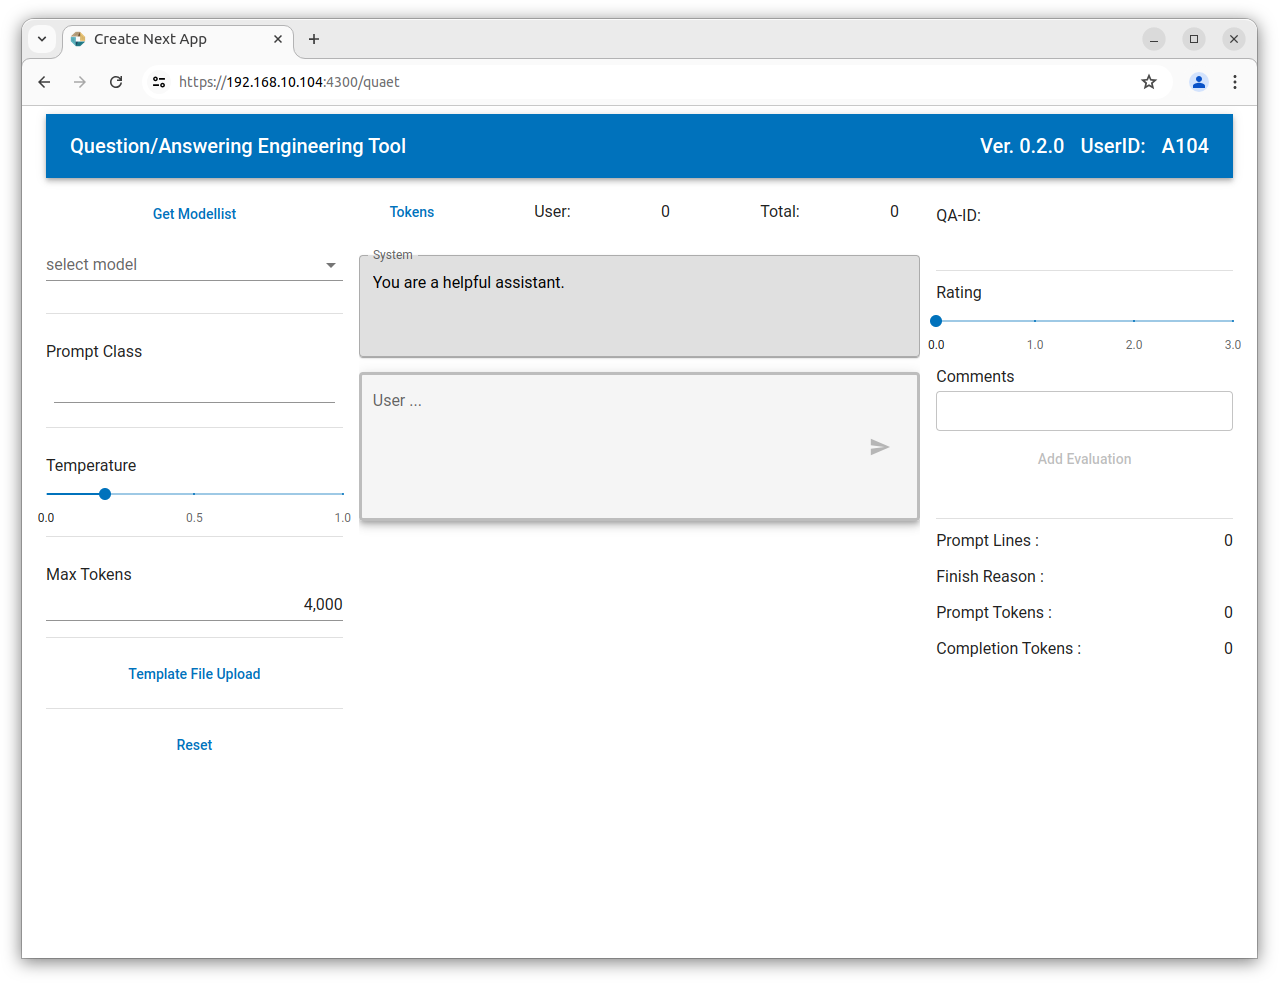 Create Next App
https://192.168.10.104:4300/quaet
Question/Answering Engineering Tool Ver. 0.2.0 UserID: A104
Get Modellist
select model
Prompt Class
Temperature
0.0 0.5 1.0
Max Tokens
4,000
Template File Upload
Reset
Tokens User: 0 Total: 0
System
You are a helpful assistant.
User ...
QA-ID:
Rating
0.0 1.0 2.0 3.0
Comments
Add Evaluation
Prompt Lines : 0
Finish Reason :
Prompt Tokens : 0
Completion Tokens : 0